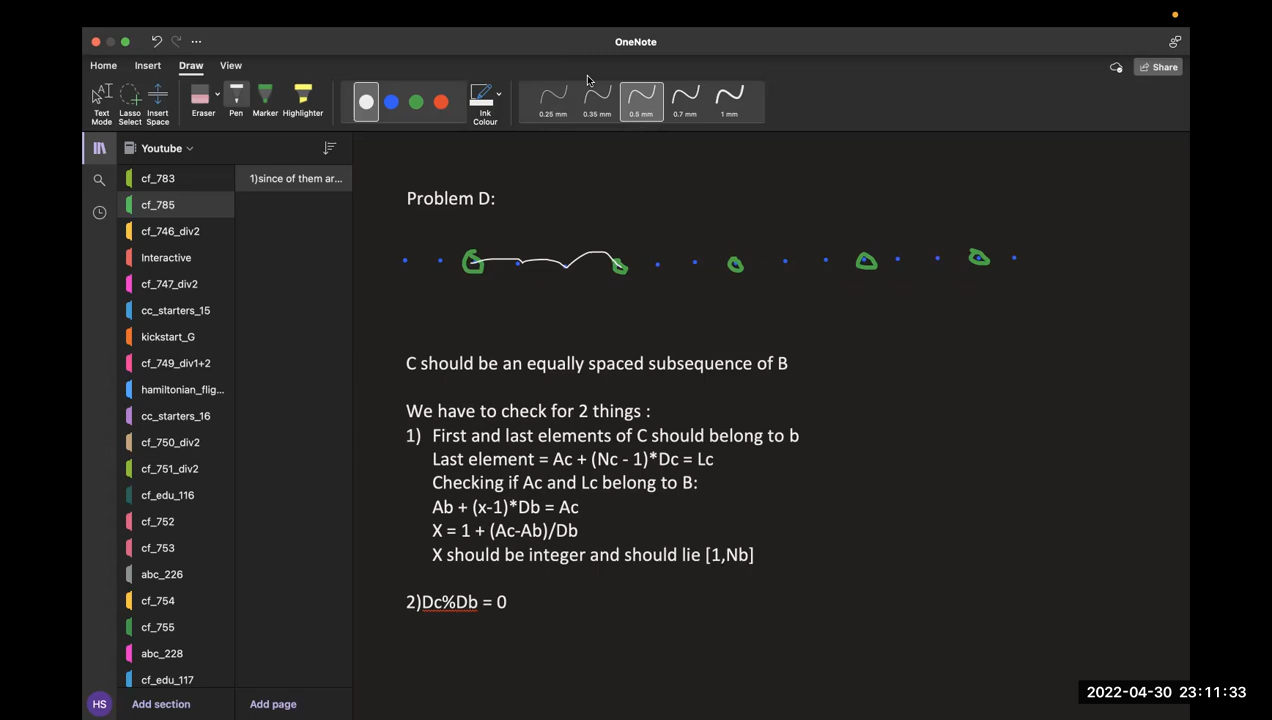 OneNote
Home Insert Draw View
Share
Text Mode
Lasso Select
Insert Space
Eraser
Pen
Marker
Highlighter
Ink Colour
0.25 mm
0.35 mm
0.5 mm
0.7 mm
1 mm
Youtube
cf_783
cf_785
cf_746_div2
Interactive
cf_747_div2
cc_starters_15
kickstart_G
cf_749_div1+2
hamiltonian_flig...
cc_starters_16
cf_750_div2
cf_751_div2
cf_edu_116
cf_752
cf_753
abc_226
cf_754
cf_755
abc_228
cf_edu_117
HS
Add section
1)since of them ar...
Add page
Problem D:
C should be an equally spaced subsequence of B
We have to check for 2 things :
1) First and last elements of C should belong to b
Last element = Ac + (Nc - 1)*Dc = Lc
Checking if Ac and Lc belong to B:
Ab + (x-1)*Db = Ac
X = 1 + (Ac-Ab)/Db
X should be integer and should lie [1,Nb]
2)Dc%Db = 0
2022-04-30 23:11:33